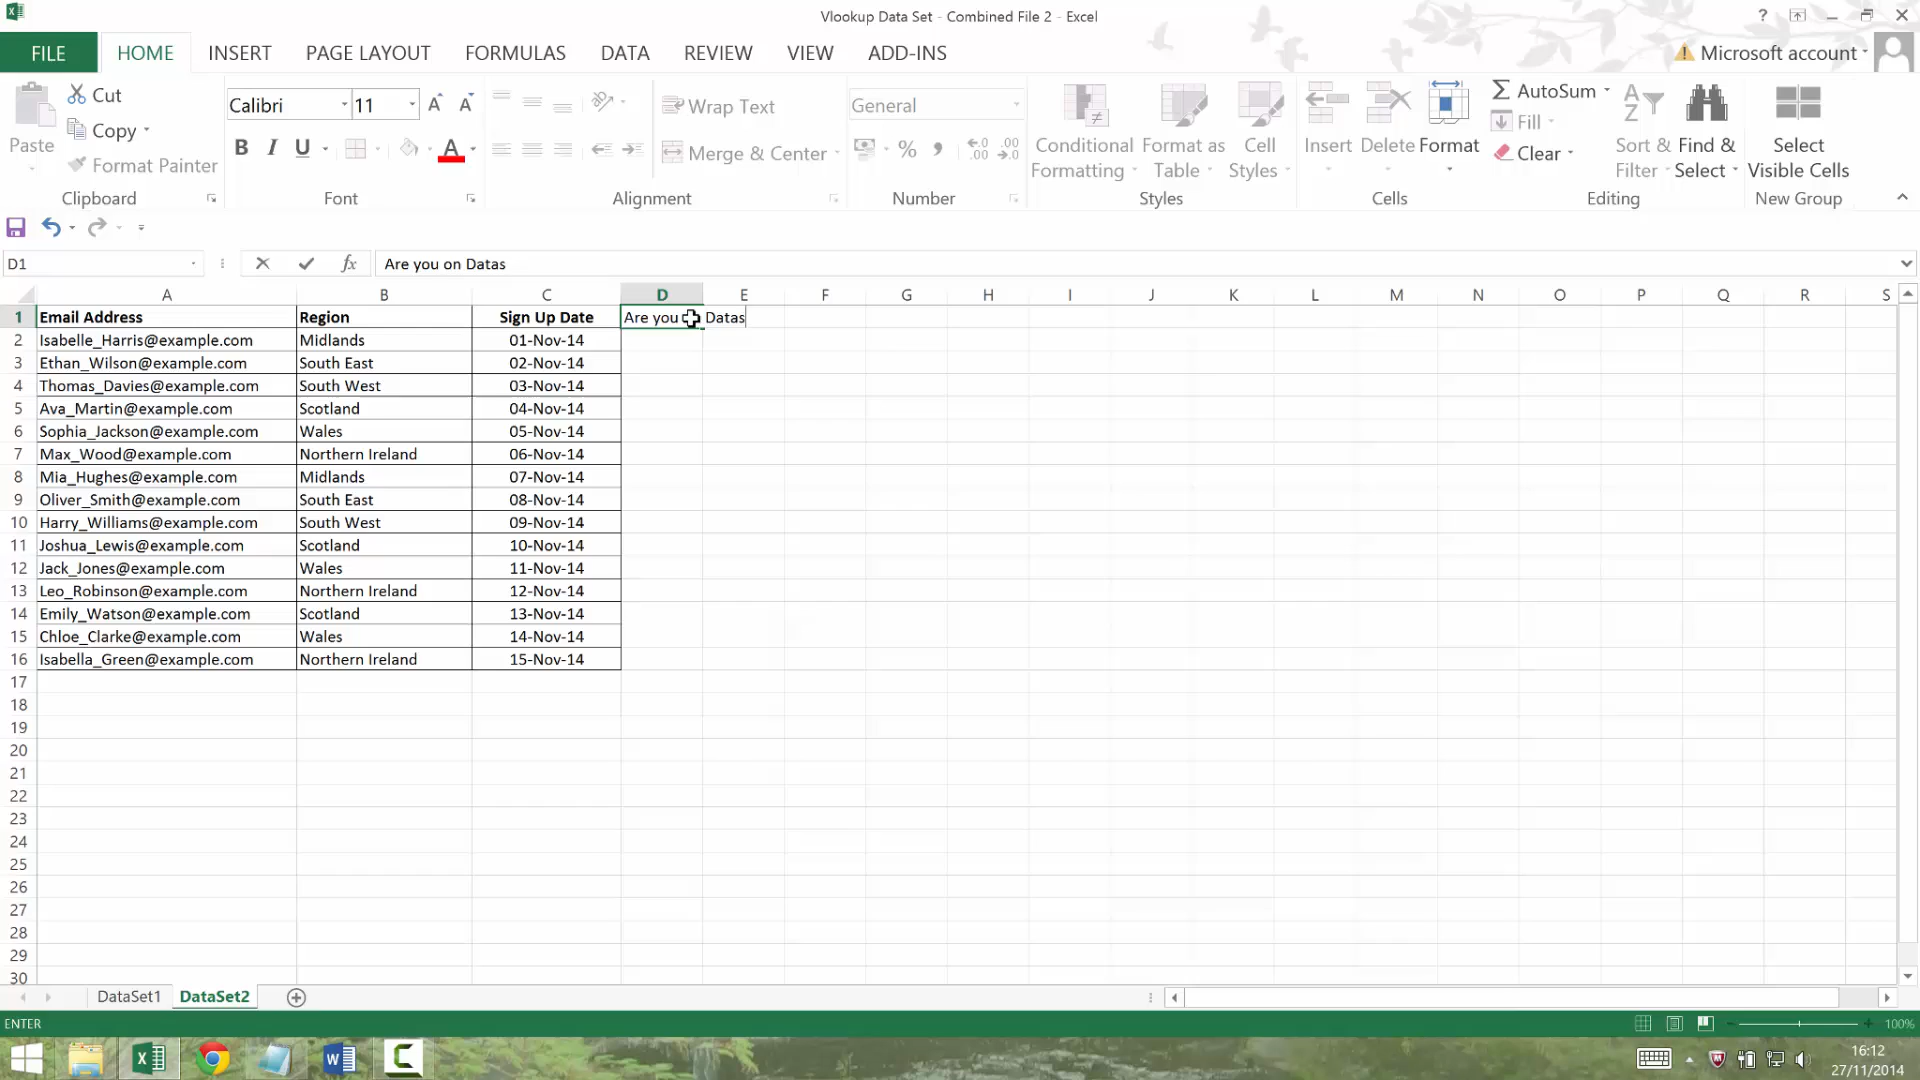 Vlookup Data Set - Combined File 2 - Excel
?
FILE HOME INSERT PAGE LAYOUT FORMULAS DATA REVIEW VIEW ADD-INS Microsoft account
Paste
Cut
Copy
Format Painter
Clipboard
Calibri 11
B I U A
Font
Wrap Text
Merge & Center
Alignment
General
%
Number
Conditional Formatting
Format as Table
Cell Styles
Styles
Insert Delete Format
Cells
AutoSum
Fill
Clear
Sort & Filter
Find & Select
Editing
Select Visible Cells
New Group
D1 fx Are you on Datas
A B C D E F G H I J K L M N O P Q R S
1 Email Address Region Sign Up Date Are you Datas
2 Isabelle_Harris@example.com Midlands 01-Nov-14
3 Ethan_Wilson@example.com South East 02-Nov-14
4 Thomas_Davies@example.com South West 03-Nov-14
5 Ava_Martin@example.com Scotland 04-Nov-14
6 Sophia_Jackson@example.com Wales 05-Nov-14
7 Max_Wood@example.com Northern Ireland 06-Nov-14
8 Mia_Hughes@example.com Midlands 07-Nov-14
9 Oliver_Smith@example.com South East 08-Nov-14
10 Harry_Williams@example.com South West 09-Nov-14
11 Joshua_Lewis@example.com Scotland 10-Nov-14
12 Jack_Jones@example.com Wales 11-Nov-14
13 Leo_Robinson@example.com Northern Ireland 12-Nov-14
14 Emily_Watson@example.com Scotland 13-Nov-14
15 Chloe_Clarke@example.com Wales 14-Nov-14
16 Isabella_Green@example.com Northern Ireland 15-Nov-14
17
18
19
20
21
22
23
24
25
26
27
28
29
30
DataSet1 DataSet2
ENTER 100%
16:12
27/11/2014